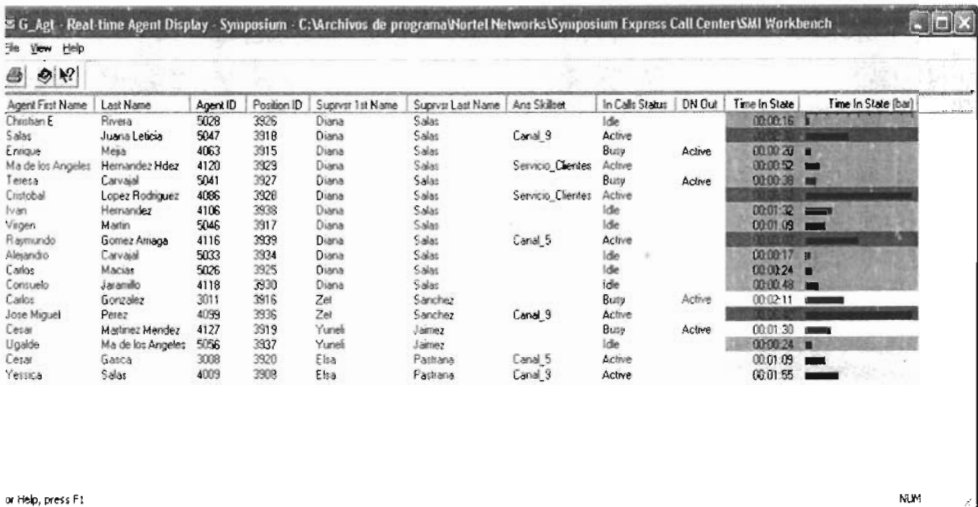 G_Agt - Real-time Agent Display - Symposium - C:\Archivos de programa\Nortel Networks\Symposium Express Call Center\SMI Workbench
File View Help
Agent First Name Last Name Agent ID Position ID Suprvsr 1st Name Suprvsr Last Name Ans Skillset In Calls Status DN Out Time In State Time In State (bar)
Christian E Rivera 5028 3926 Diana Salas Idle 00:00:16
Salas Juana Leticia 5047 3918 Diana Salas Canal_9 Active
Enrique Mejia 4063 3915 Diana Salas Busy Active 00:00:20
Ma de los Angeles Hernandez Hdez 4120 3929 Diana Salas Servicio_Clientes Active 00:00:52
Teresa Carvajal 5041 3927 Diana Salas Busy Active 00:00:38
Cristobal Lopez Rodriguez 4086 3928 Diana Salas Servicio_Clientes Active
Ivan Hernandez 4106 3938 Diana Salas Idle 00:01:32
Virgen Martin 5046 3917 Diana Salas Idle 00:01:09
Raymundo Gomez Arriaga 4116 3939 Diana Salas Canal_5 Active
Alejandro Carvajal 5033 3934 Diana Salas Idle 00:00:17
Carlos Macias 5026 3925 Diana Salas Idle 00:00:24
Consuelo Jaramillo 4118 3930 Diana Salas Idle 00:00:48
Carlos Gonzalez 3011 3916 Zet Sanchez Busy Active 00:02:11
Jose Miguel Perez 4099 3936 Zet Sanchez Canal_9 Active
Cesar Martinez Mendez 4127 3919 Yuneli Jaimez Busy Active 00:01:30
Ugalde Ma de los Angeles 5056 3937 Yuneli Jaimez Idle 00:00:24
Cesar Gasca 3008 3920 Elsa Pastrana Canal_5 Active 00:01:09
Yessica Salas 4009 3908 Elsa Pastrana Canal_9 Active 00:01:55
or Help, press F1 NUM